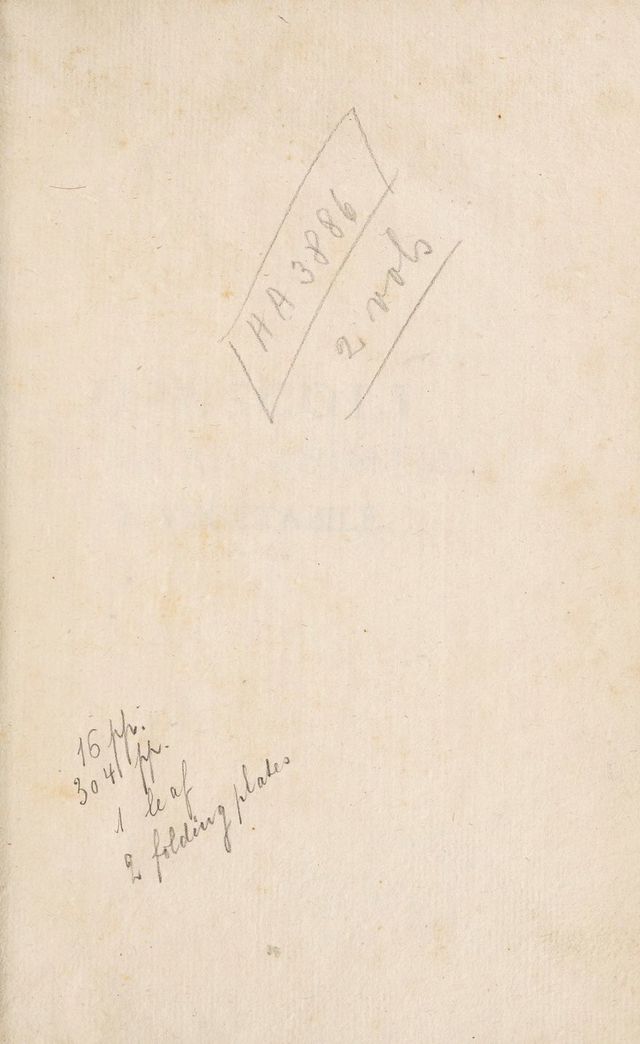 HA 3886
2 vols
16 pp.
304 pp.
1 leaf
2 folding plates